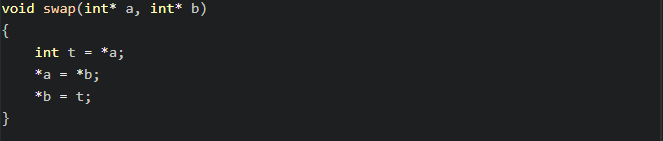 void swap(int* a, int* b)
{
    int t = *a;
    *a = *b;
    *b = t;
}